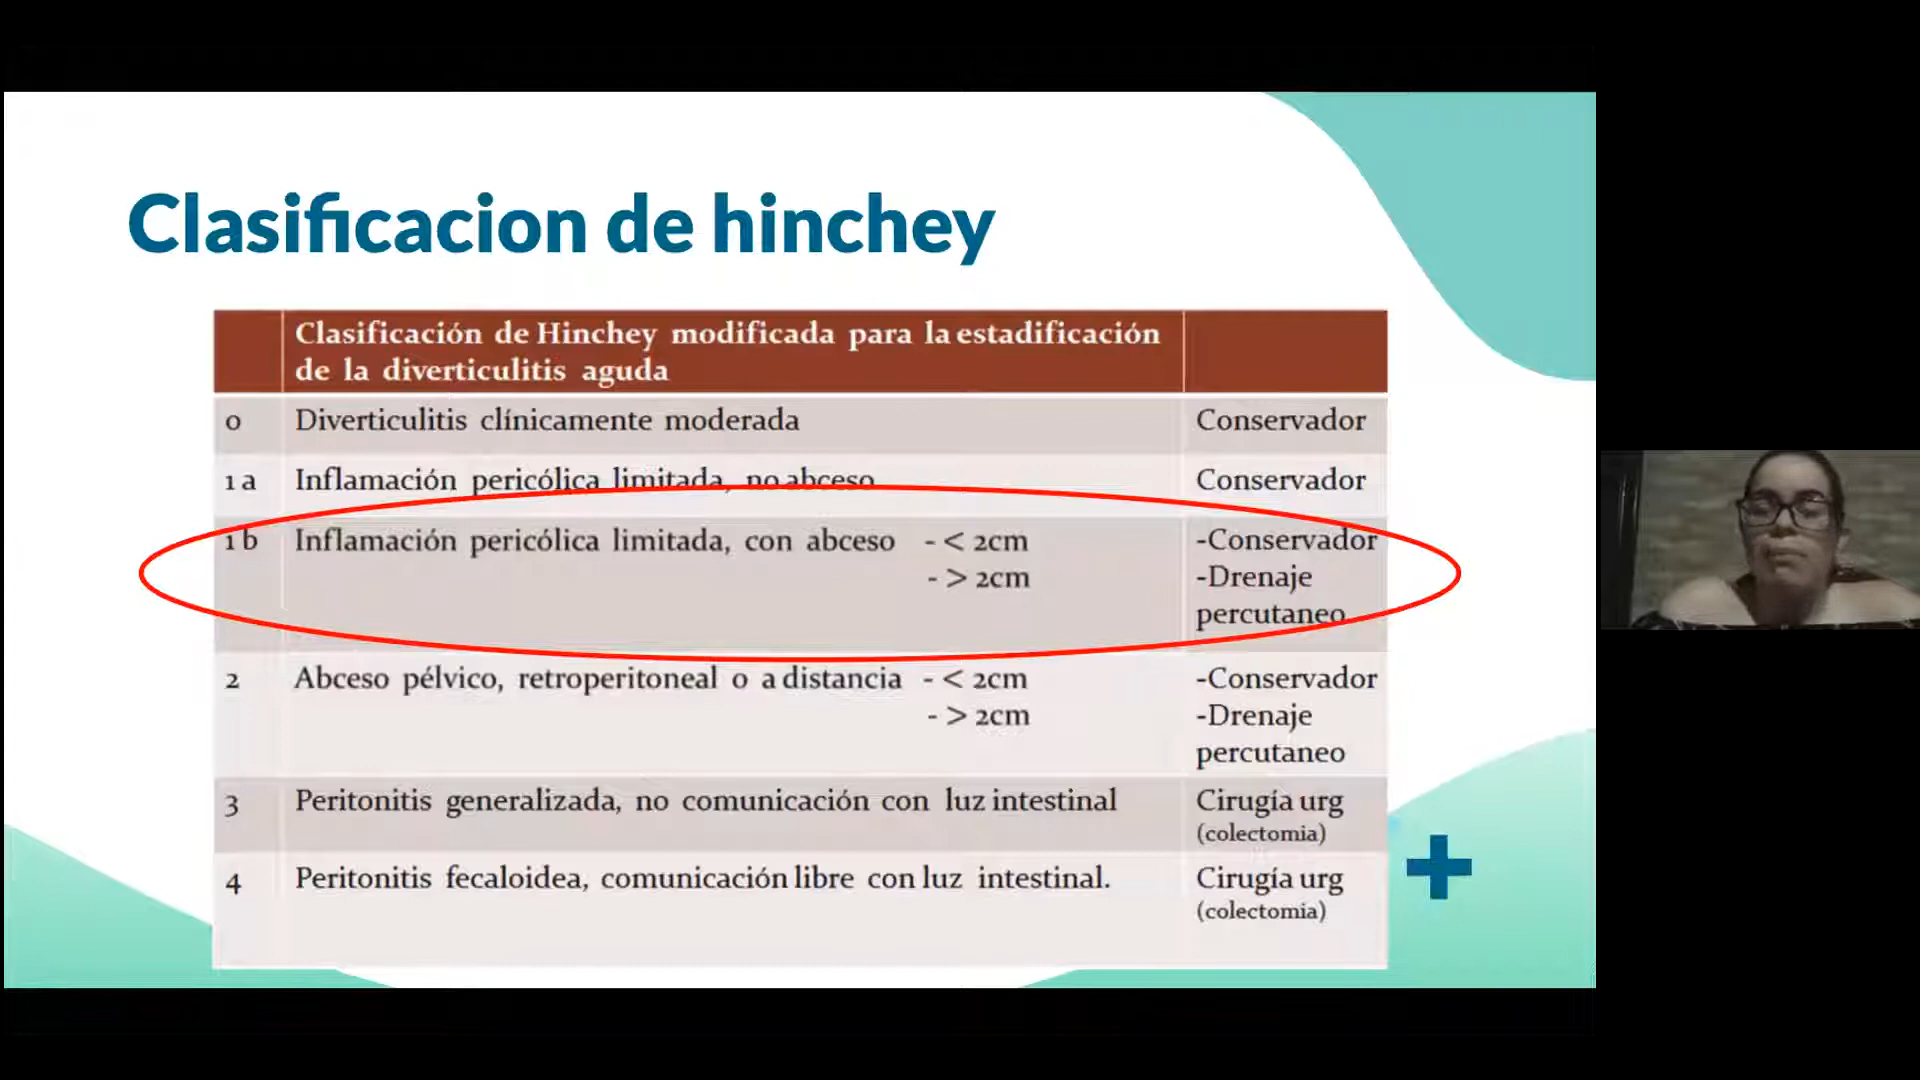 Clasificacion de hinchey
Clasificación de Hinchey modificada para la estadificación
de la diverticulitis aguda
0 Diverticulitis clínicamente moderada Conservador
1 a Inflamación pericólica limitada, no abceso Conservador
1 b Inflamación pericólica limitada, con abceso - < 2cm -Conservador
- > 2cm -Drenaje
percutaneo
2 Abceso pélvico, retroperitoneal o a distancia - < 2cm -Conservador
- > 2cm -Drenaje
percutaneo
3 Peritonitis generalizada, no comunicación con luz intestinal Cirugía urg
(colectomia)
4 Peritonitis fecaloidea, comunicación libre con luz intestinal. Cirugía urg
(colectomia)